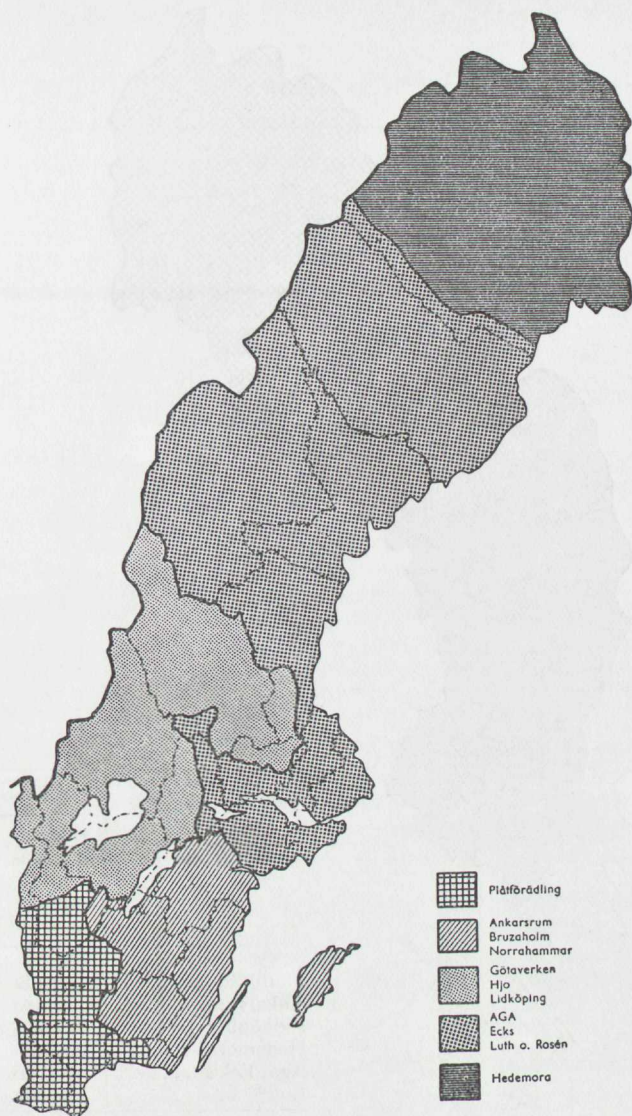 Plåtförädling
Ankarsrum
Bruzaholm
Norrahammar
Götaverken
Hjo
Lidköping
AGA
Ecks
Luth o. Rosén
Hedemora